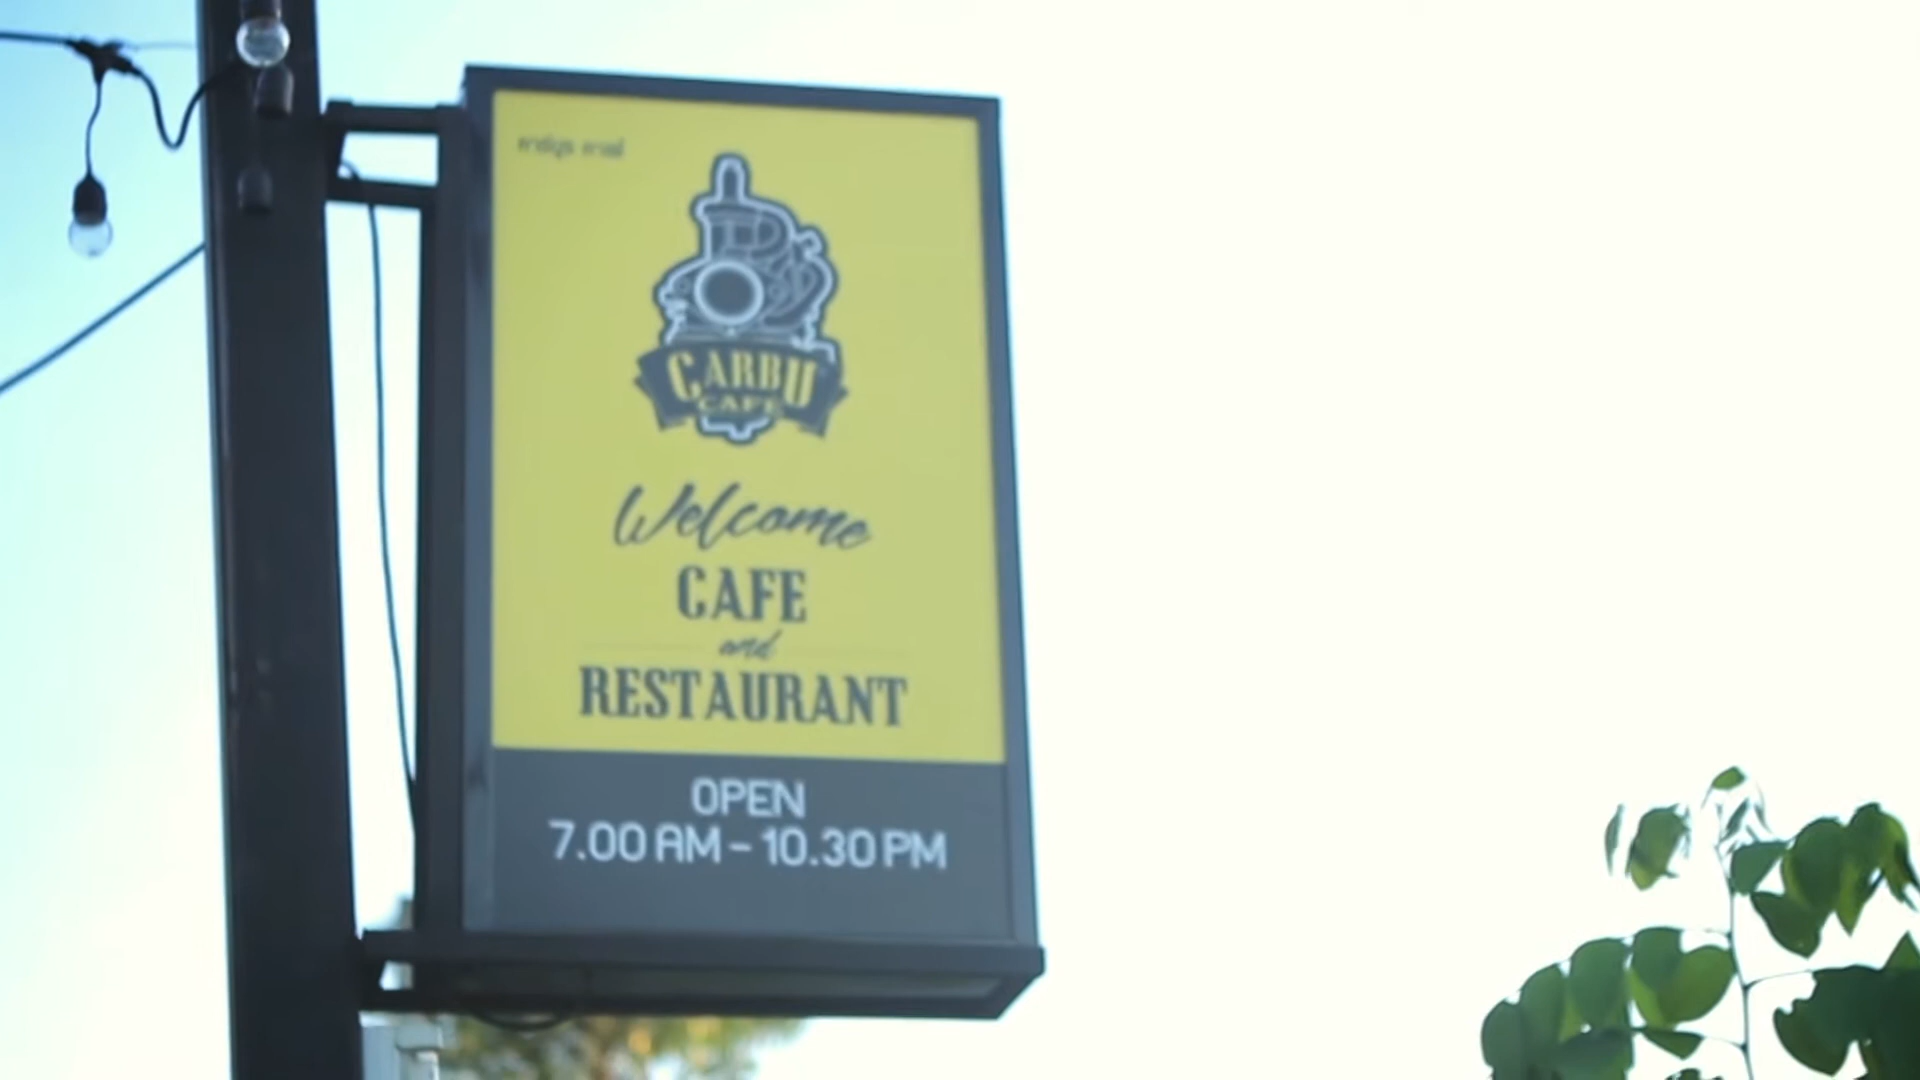 CARBU
CAFE
Welcome
CAFE
and
RESTAURANT
OPEN
7.00 AM - 10.30 PM